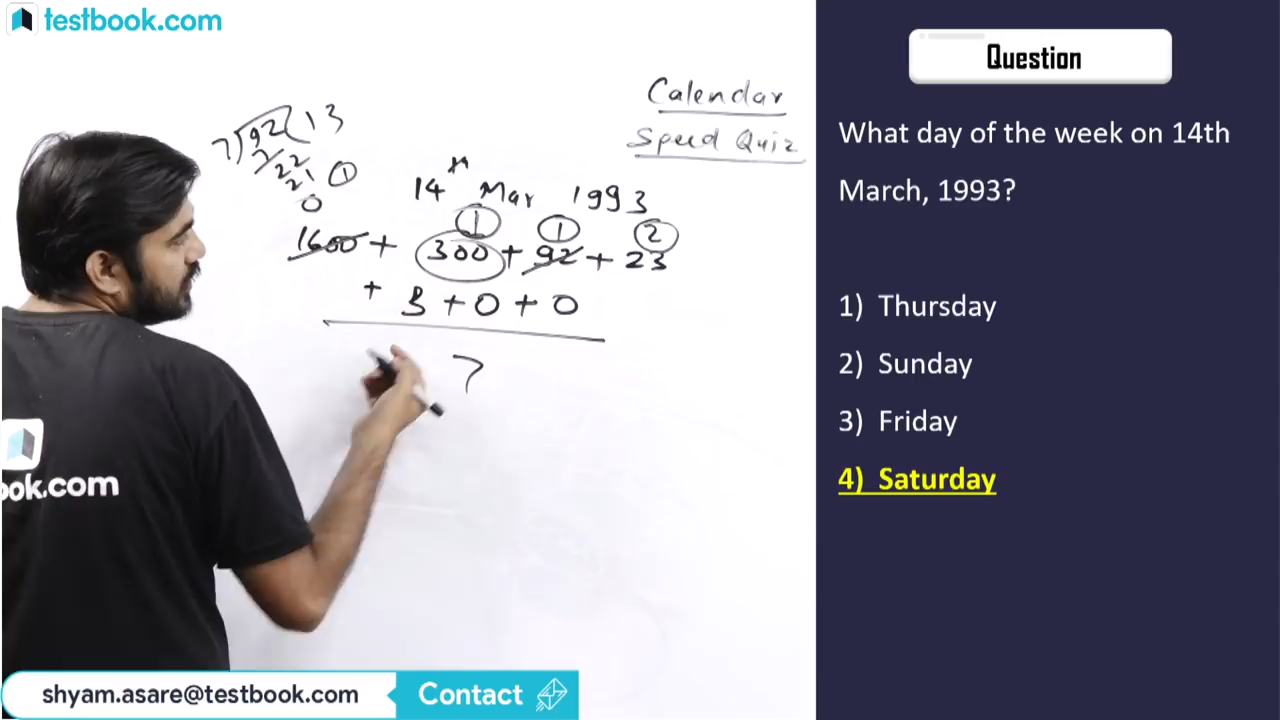 testbook.com
Question
Calendar
Speed Quiz
What day of the week on 14th
March, 1993?
7)92(13
7
22
21
0
1
14th Mar 1993
1 1 2
1600 + 300 + 92 + 23
+ 3 + 0 + 0
7
1) Thursday
2) Sunday
3) Friday
4) Saturday
ook.com
shyam.asare@testbook.com
Contact